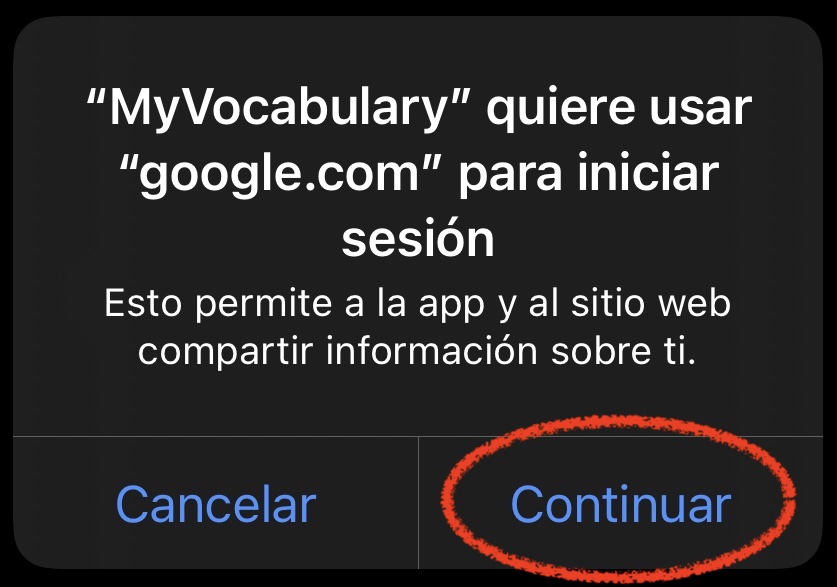 “MyVocabulary” quiere usar
“google.com” para iniciar
sesión
Esto permite a la app y al sitio web
compartir información sobre ti.
Cancelar
Continuar